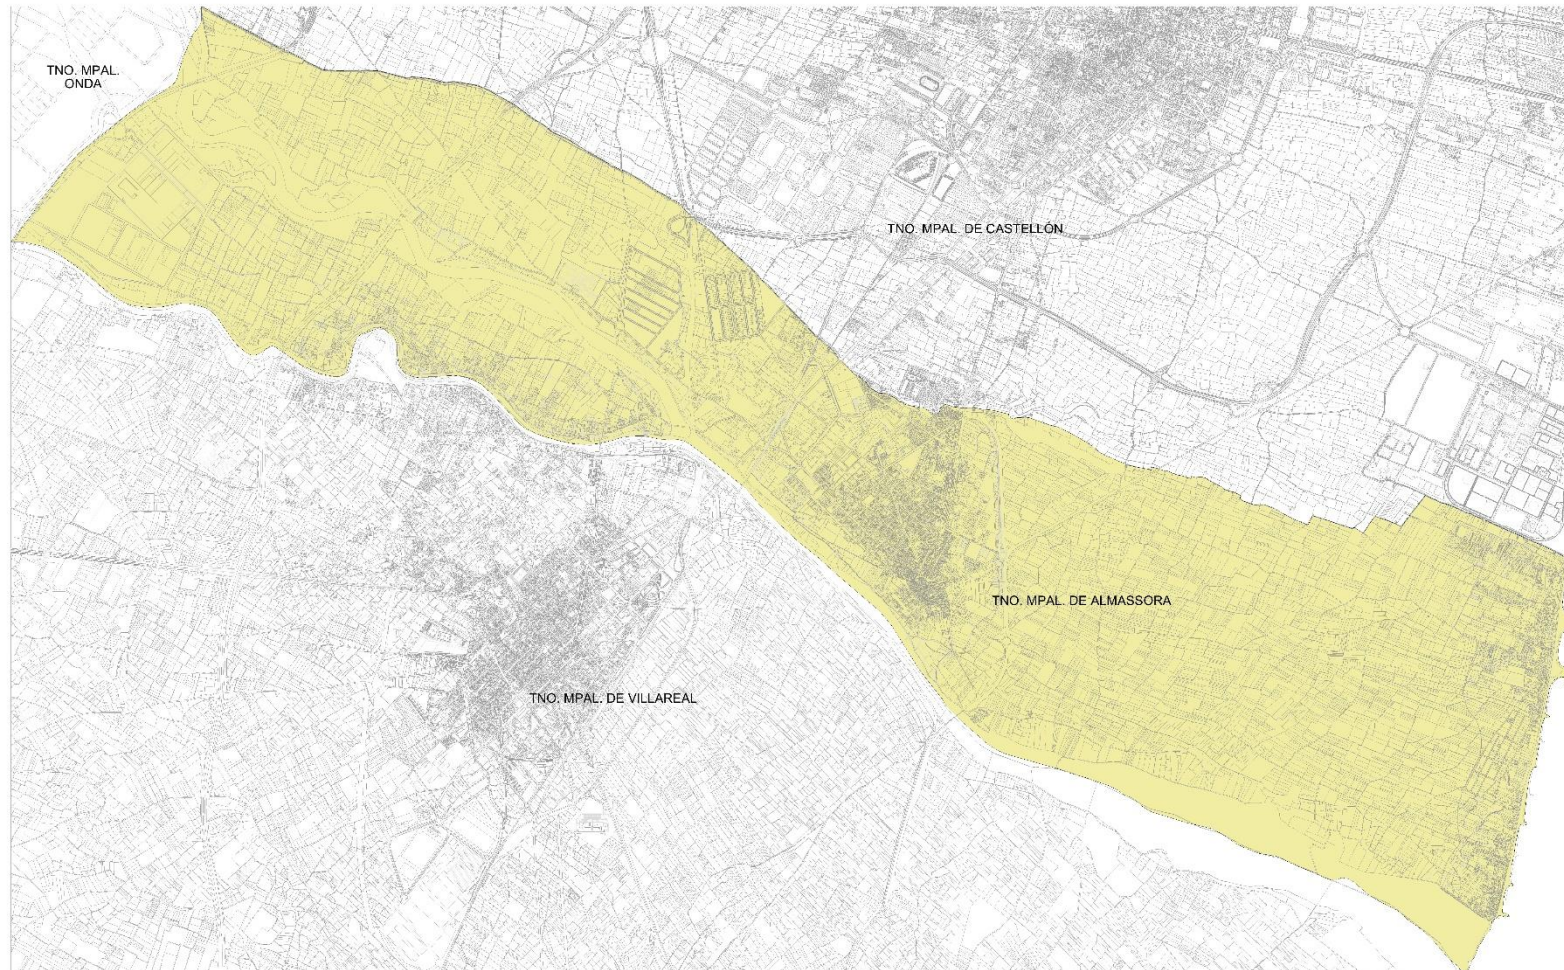 TNO. MPAL.
ONDA
TNO. MPAL. DE CASTELLÓN
TNO. MPAL. DE ALMASSORA
TNO. MPAL. DE VILLAREAL